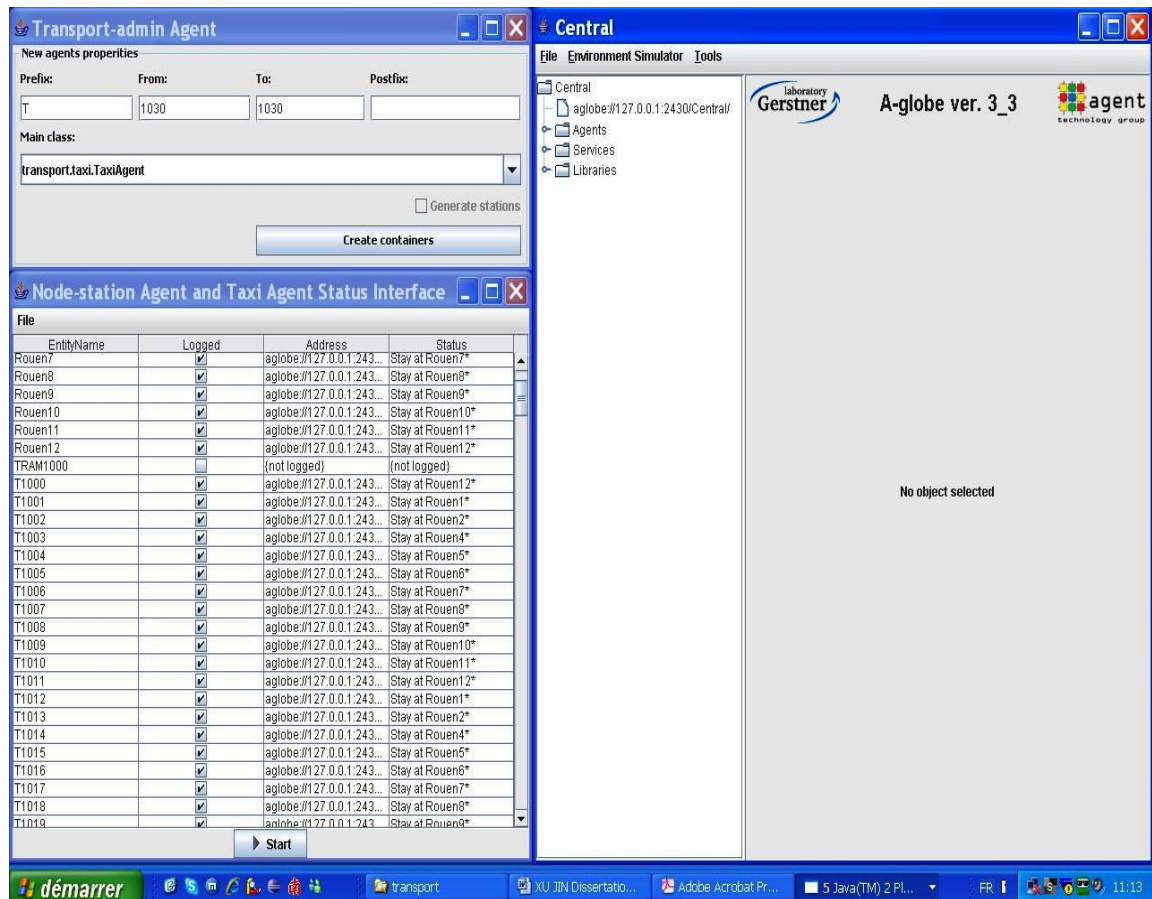 Transport-admin Agent
New agents properities
Prefix: From: To: Postfix:
T 1030 1030
Main class:
transport.taxi.TaxiAgent
Generate stations
Create containers
Node-station Agent and Taxi Agent Status Interface
File
EntityName Logged Address Status
Rouen7 aglobe://127.0.0.1:243... Stay at Rouen7*
Rouen8 aglobe://127.0.0.1:243... Stay at Rouen8*
Rouen9 aglobe://127.0.0.1:243... Stay at Rouen9*
Rouen10 aglobe://127.0.0.1:243... Stay at Rouen10*
Rouen11 aglobe://127.0.0.1:243... Stay at Rouen11*
Rouen12 aglobe://127.0.0.1:243... Stay at Rouen12*
TRAM1000 {not logged} {not logged}
T1000 aglobe://127.0.0.1:243... Stay at Rouen12*
T1001 aglobe://127.0.0.1:243... Stay at Rouen1*
T1002 aglobe://127.0.0.1:243... Stay at Rouen2*
T1003 aglobe://127.0.0.1:243... Stay at Rouen4*
T1004 aglobe://127.0.0.1:243... Stay at Rouen5*
T1005 aglobe://127.0.0.1:243... Stay at Rouen6*
T1006 aglobe://127.0.0.1:243... Stay at Rouen7*
T1007 aglobe://127.0.0.1:243... Stay at Rouen8*
T1008 aglobe://127.0.0.1:243... Stay at Rouen9*
T1009 aglobe://127.0.0.1:243... Stay at Rouen10*
T1010 aglobe://127.0.0.1:243... Stay at Rouen11*
T1011 aglobe://127.0.0.1:243... Stay at Rouen12*
T1012 aglobe://127.0.0.1:243... Stay at Rouen1*
T1013 aglobe://127.0.0.1:243... Stay at Rouen2*
T1014 aglobe://127.0.0.1:243... Stay at Rouen4*
T1015 aglobe://127.0.0.1:243... Stay at Rouen5*
T1016 aglobe://127.0.0.1:243... Stay at Rouen6*
T1017 aglobe://127.0.0.1:243... Stay at Rouen7*
T1018 aglobe://127.0.0.1:243... Stay at Rouen8*
T1019 aglobe://127.0.0.1:243... Stay at Rouen9*
Start
Central
File Environment Simulator Tools
Central
aglobe://127.0.0.1:2430/Central/
Agents
Services
Libraries
laboratory
Gerstner
A-globe ver. 3_3
agent
technology group
No object selected
démarrer transport XU JIN Dissertatio... Adobe Acrobat Pr... 5 Java(TM) 2 Pl... FR 11:13